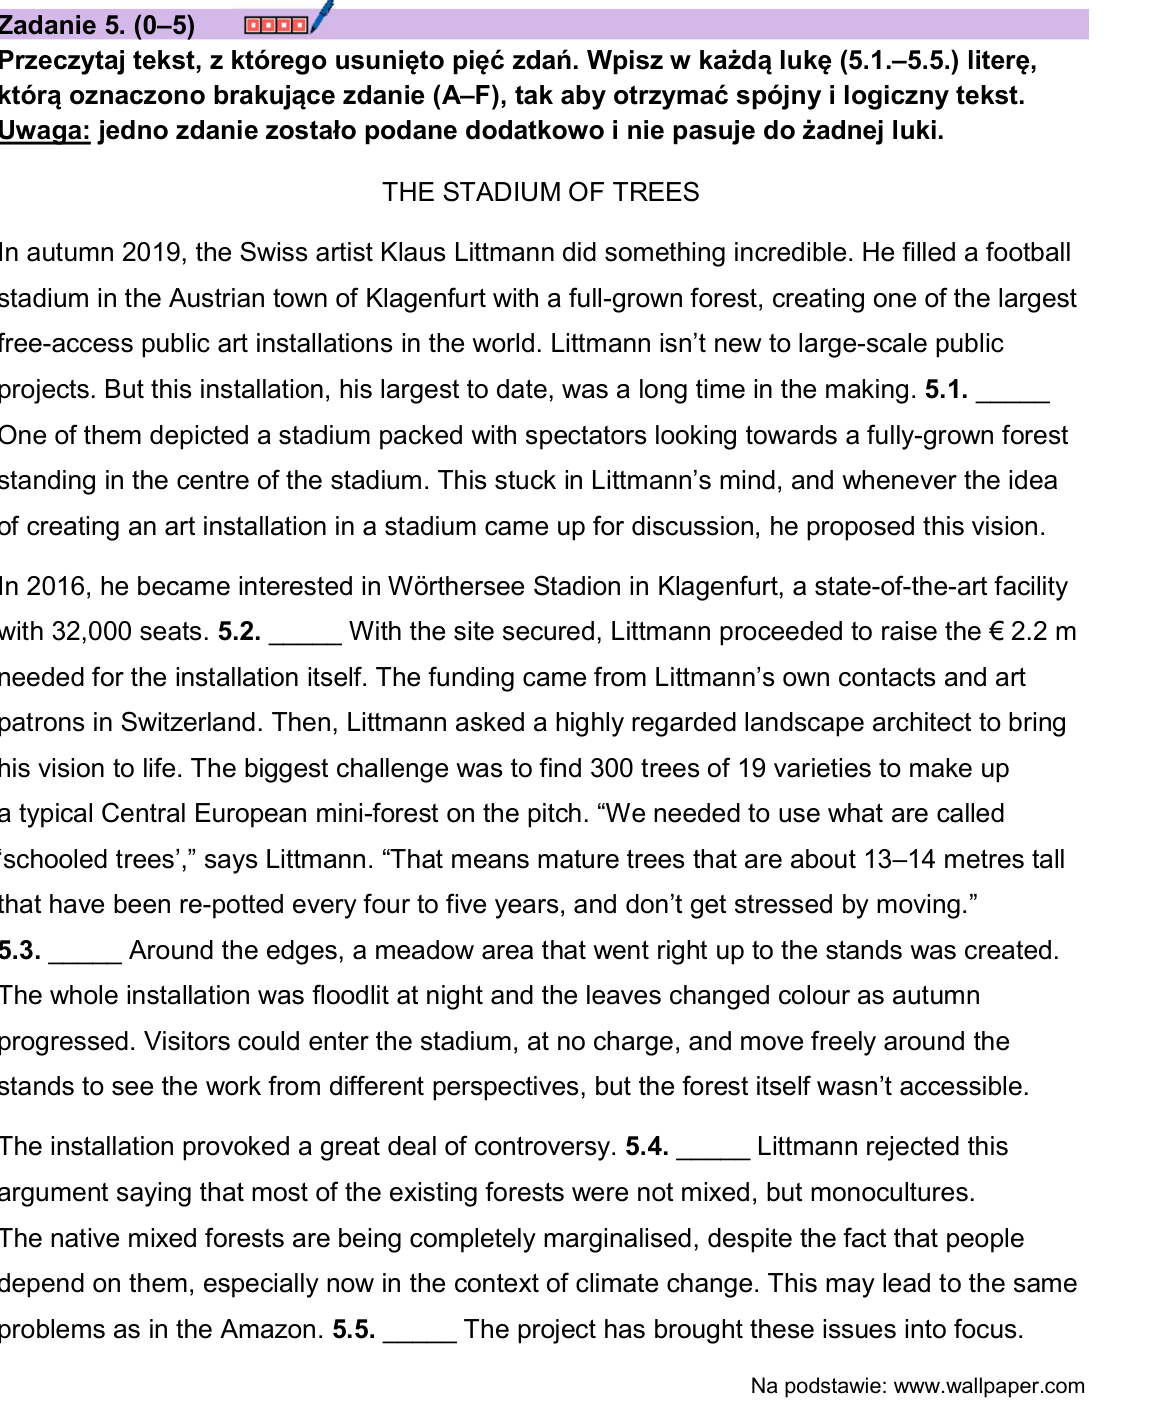 Zadanie 5. (0–5)
Przeczytaj tekst, z którego usunięto pięć zdań. Wpisz w każdą lukę (5.1.–5.5.) literę,
którą oznaczono brakujące zdanie (A–F), tak aby otrzymać spójny i logiczny tekst.
Uwaga: jedno zdanie zostało podane dodatkowo i nie pasuje do żadnej luki.
THE STADIUM OF TREES
In autumn 2019, the Swiss artist Klaus Littmann did something incredible. He filled a football
stadium in the Austrian town of Klagenfurt with a full-grown forest, creating one of the largest
free-access public art installations in the world. Littmann isn’t new to large-scale public
projects. But this installation, his largest to date, was a long time in the making. 5.1. _____
One of them depicted a stadium packed with spectators looking towards a fully-grown forest
standing in the centre of the stadium. This stuck in Littmann’s mind, and whenever the idea
of creating an art installation in a stadium came up for discussion, he proposed this vision.
In 2016, he became interested in Wörthersee Stadion in Klagenfurt, a state-of-the-art facility
with 32,000 seats. 5.2. _____ With the site secured, Littmann proceeded to raise the € 2.2 m
needed for the installation itself. The funding came from Littmann’s own contacts and art
patrons in Switzerland. Then, Littmann asked a highly regarded landscape architect to bring
his vision to life. The biggest challenge was to find 300 trees of 19 varieties to make up
a typical Central European mini-forest on the pitch. “We needed to use what are called
‘schooled trees’,” says Littmann. “That means mature trees that are about 13–14 metres tall
that have been re-potted every four to five years, and don’t get stressed by moving.”
5.3. _____ Around the edges, a meadow area that went right up to the stands was created.
The whole installation was floodlit at night and the leaves changed colour as autumn
progressed. Visitors could enter the stadium, at no charge, and move freely around the
stands to see the work from different perspectives, but the forest itself wasn’t accessible.
The installation provoked a great deal of controversy. 5.4. _____ Littmann rejected this
argument saying that most of the existing forests were not mixed, but monocultures.
The native mixed forests are being completely marginalised, despite the fact that people
depend on them, especially now in the context of climate change. This may lead to the same
problems as in the Amazon. 5.5. _____ The project has brought these issues into focus.
Na podstawie: www.wallpaper.com